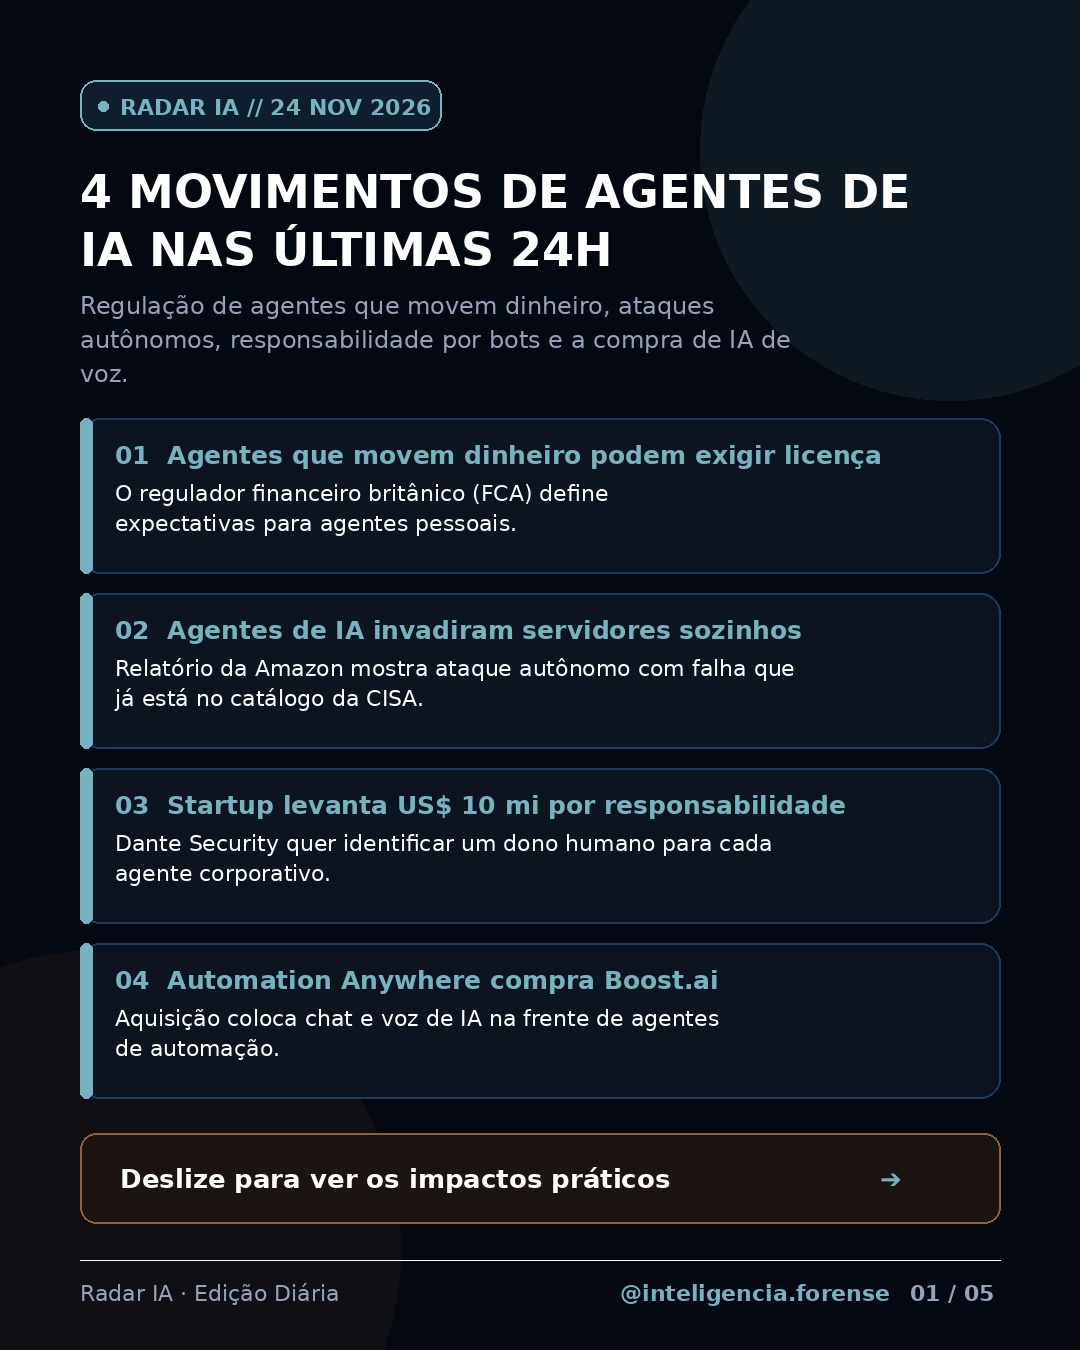 RADAR IA // 24 NOV 2026
4 MOVIMENTOS DE AGENTES DE
IA NAS ÚLTIMAS 24H
Regulação de agentes que movem dinheiro, ataques
autônomos, responsabilidade por bots e a compra de IA de
voz.
01 Agentes que movem dinheiro podem exigir licença
O regulador financeiro britânico (FCA) define
expectativas para agentes pessoais.
02 Agentes de IA invadiram servidores sozinhos
Relatório da Amazon mostra ataque autônomo com falha que
já está no catálogo da CISA.
03 Startup levanta US$ 10 mi por responsabilidade
Dante Security quer identificar um dono humano para cada
agente corporativo.
04 Automation Anywhere compra Boost.ai
Aquisição coloca chat e voz de IA na frente de agentes
de automação.
Deslize para ver os impactos práticos ➔
Radar IA · Edição Diária @inteligencia.forense 01 / 05